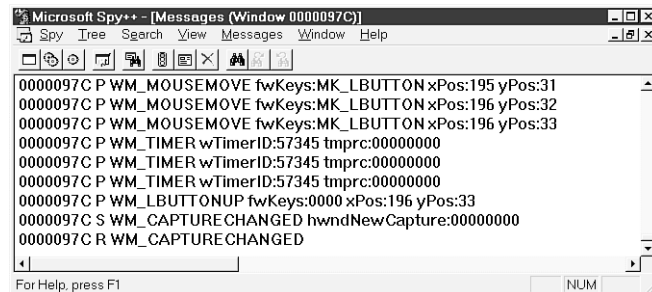 Microsoft Spy++ - [Messages (Window 0000097C)]
Spy Tree Search View Messages Window Help
0000097C P WM_MOUSEMOVE fwKeys:MK_LBUTTON xPos:195 yPos:31
0000097C P WM_MOUSEMOVE fwKeys:MK_LBUTTON xPos:196 yPos:32
0000097C P WM_MOUSEMOVE fwKeys:MK_LBUTTON xPos:196 yPos:33
0000097C P WM_TIMER wTimerID:57345 tmprc:00000000
0000097C P WM_TIMER wTimerID:57345 tmprc:00000000
0000097C P WM_TIMER wTimerID:57345 tmprc:00000000
0000097C P WM_LBUTTONUP fwKeys:0000 xPos:196 yPos:33
0000097C S WM_CAPTURECHANGED hwndNewCapture:00000000
0000097C R WM_CAPTURECHANGED
For Help, press F1 NUM